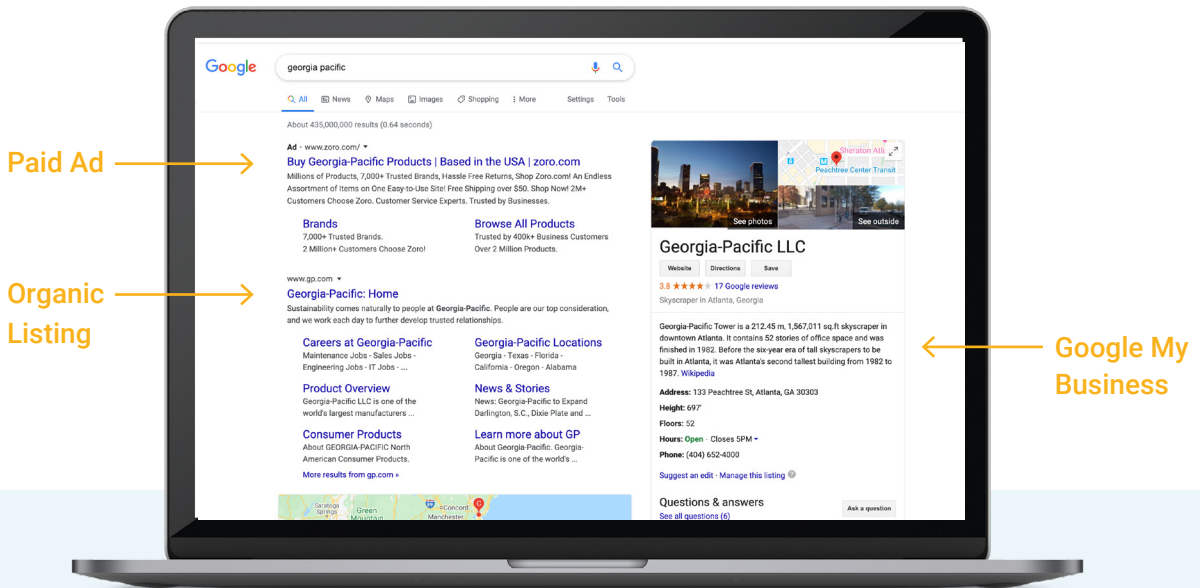 Google
georgia pacific
All News Maps Images Shopping More Settings Tools
About 435,000,000 results (0.64 seconds)
Paid Ad
Ad · www.zoro.com/
Buy Georgia-Pacific Products | Based in the USA | zoro.com
Millions of Products, 7,000+ Trusted Brands, Hassle Free Returns, Shop Zoro.com! An Endless
Assortment of Items on One Easy-to-Use Site! Free Shipping over $50. Shop Now! 2M+
Customers Choose Zoro. Customer Service Experts. Trusted by Businesses.
Brands
7,000+ Trusted Brands.
2 Million+ Customers Choose Zoro!
Browse All Products
Trusted by 400k+ Business Customers
Over 2 Million Products.
Organic
Listing
www.gp.com
Georgia-Pacific: Home
Sustainability comes naturally to people at Georgia-Pacific. People are our top consideration,
and we work each day to further develop trusted relationships.
Careers at Georgia-Pacific
Maintenance Jobs - Sales Jobs -
Engineering Jobs - IT Jobs - ...
Georgia-Pacific Locations
Georgia - Texas - Florida -
California - Oregon - Alabama
Product Overview
Georgia-Pacific LLC is one of the
world's largest manufacturers ...
News & Stories
News: Georgia-Pacific to Expand
Darlington, S.C., Dixie Plate and ...
Consumer Products
About GEORGIA-PACIFIC North
American Consumer Products.
Learn more about GP
About Georgia-Pacific. Georgia-
Pacific is one of the world's ...
More results from gp.com »
Saratoga
Springs
Green
Mountain
Concord
Manchester
C
Sheraton Atl
M
Peachtree Center Transit
See photos
See outside
Georgia-Pacific LLC
Website Directions Save
3.8 17 Google reviews
Skyscraper in Atlanta, Georgia
Georgia-Pacific Tower is a 212.45 m, 1,567,011 sq.ft skyscraper in
downtown Atlanta. It contains 52 stories of office space and was
finished in 1982. Before the six-year era of tall skyscrapers to be
built in Atlanta, it was Atlanta's second tallest building from 1982 to
1987. Wikipedia
Address: 133 Peachtree St, Atlanta, GA 30303
Height: 697'
Floors: 52
Hours: Open · Closes 5PM
Phone: (404) 652-4000
Suggest an edit · Manage this listing
Questions & answers
See all questions (6)
Ask a question
Google My
Business